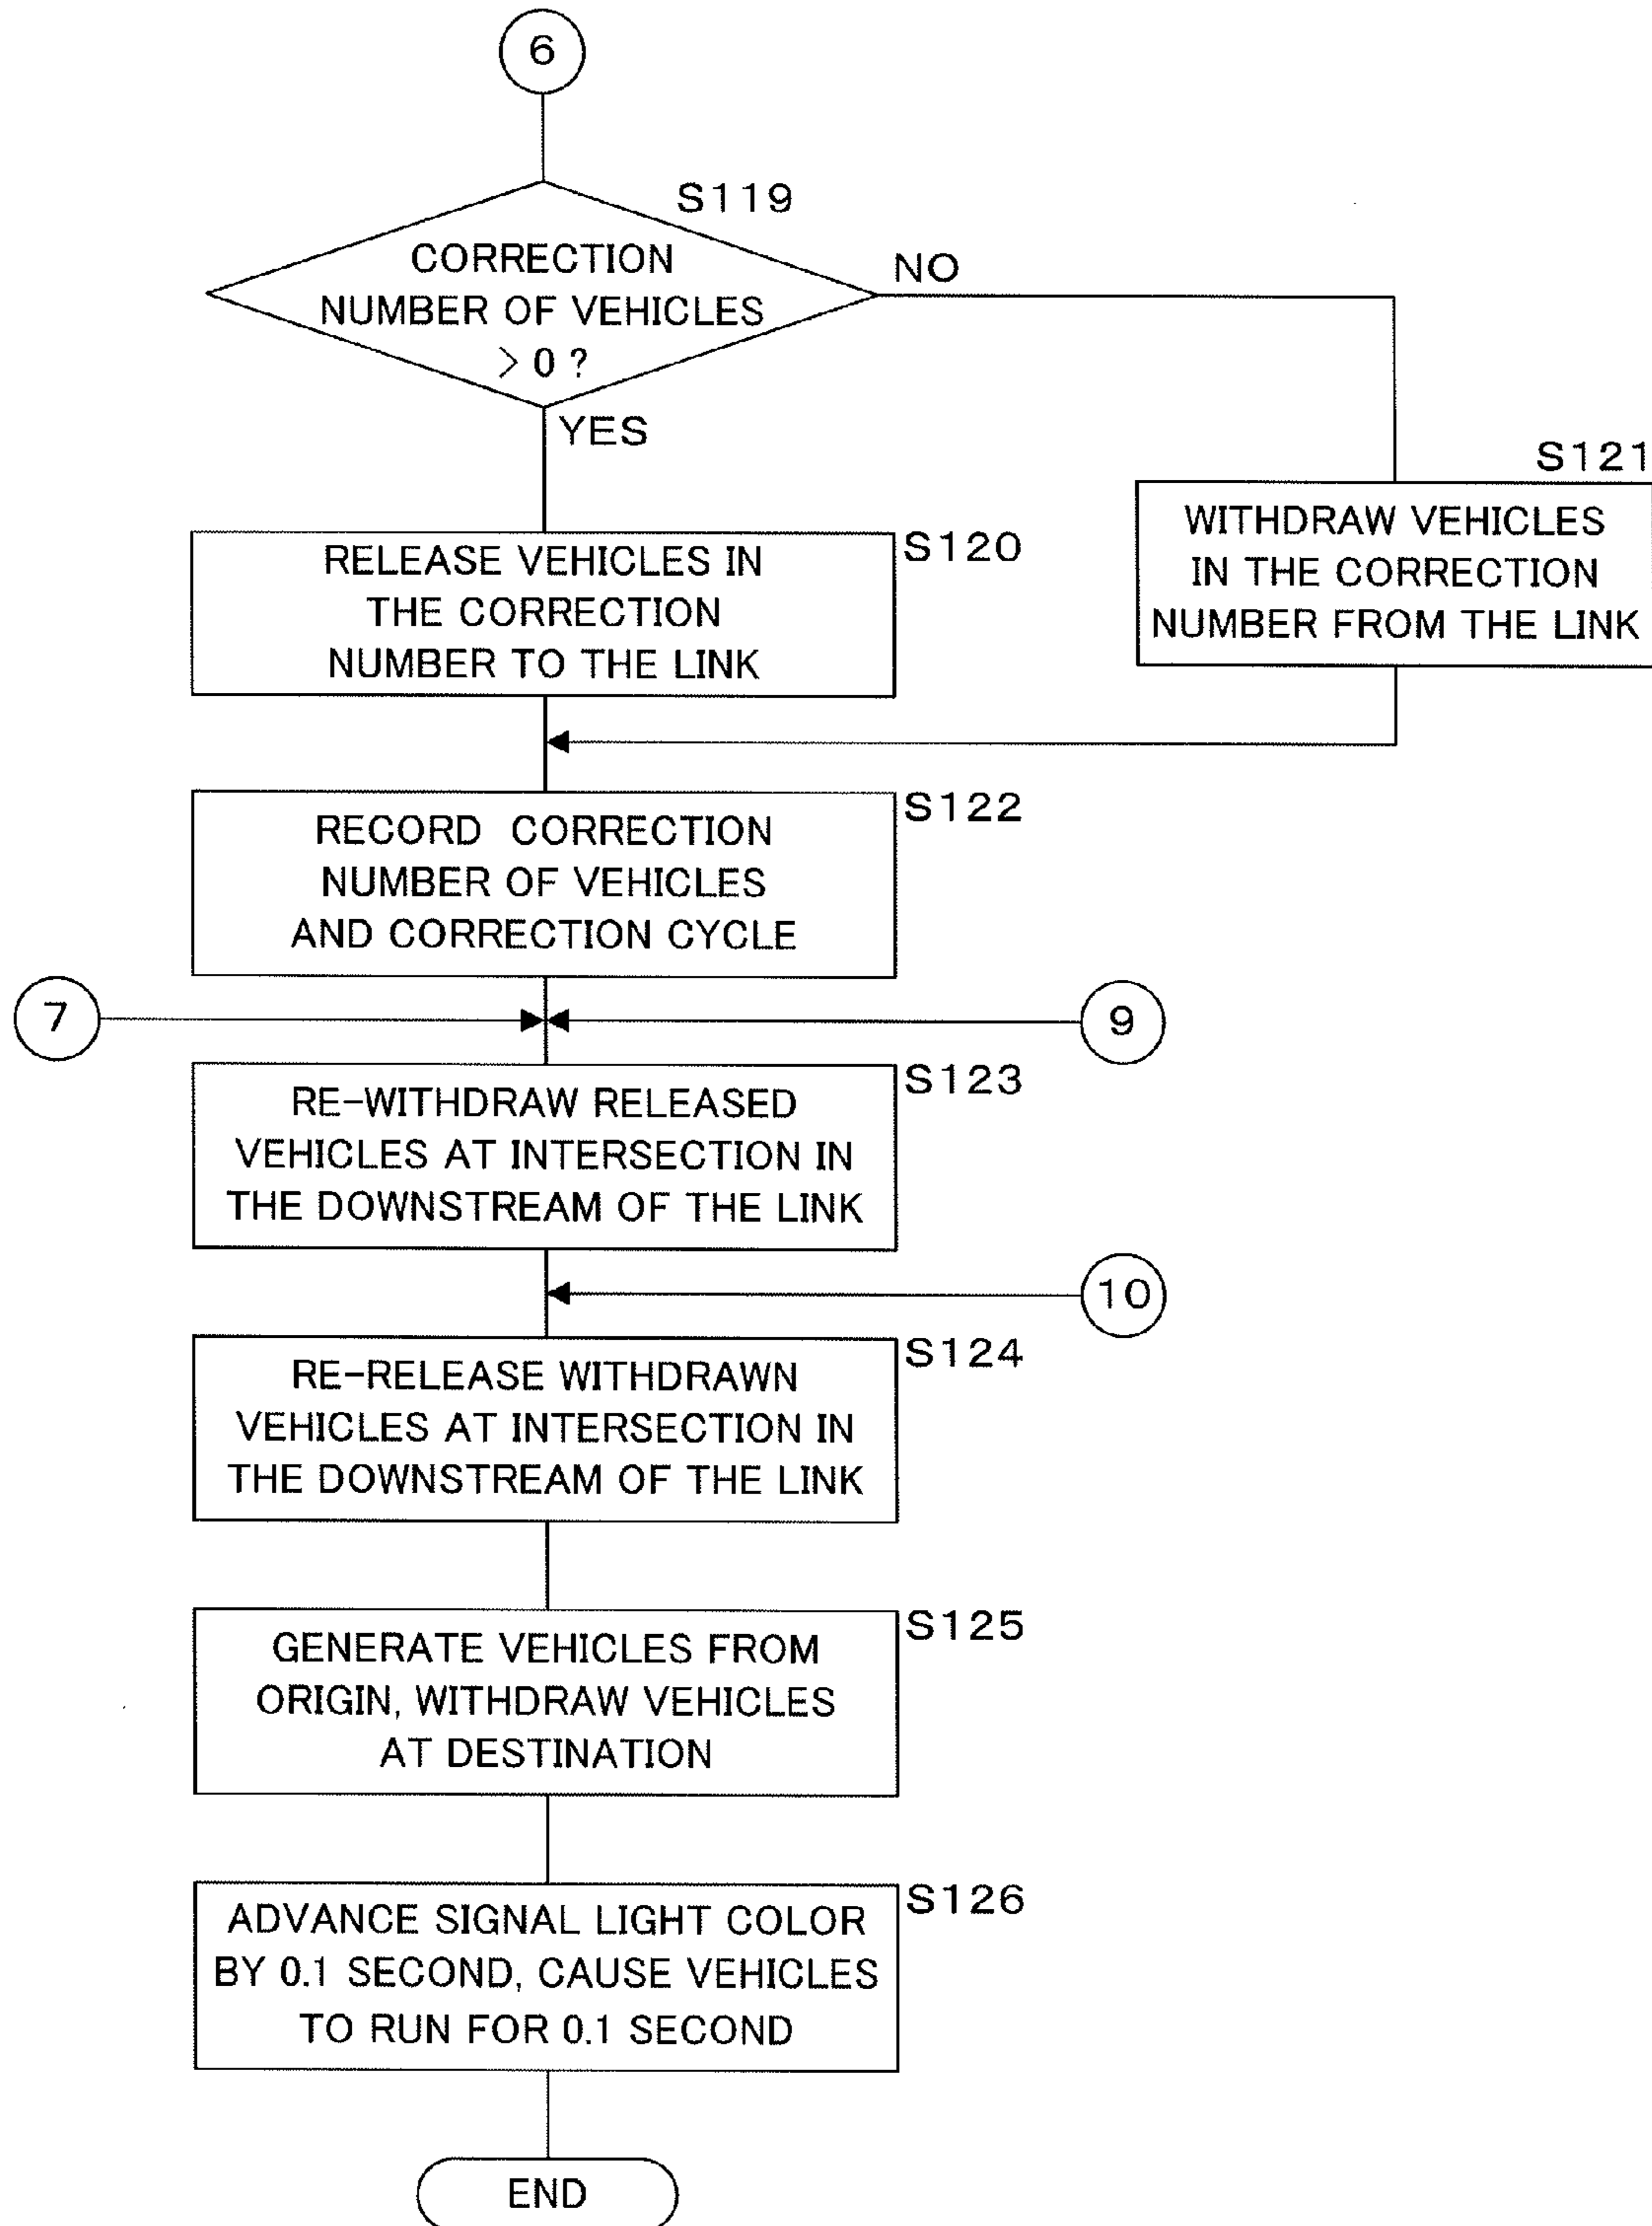 6
S119
CORRECTION
NUMBER OF VEHICLES
> 0 ?
NO
YES
S121
WITHDRAW VEHICLES
IN THE CORRECTION
NUMBER FROM THE LINK
S120
RELEASE VEHICLES IN
THE CORRECTION
NUMBER TO THE LINK
S122
RECORD CORRECTION
NUMBER OF VEHICLES
AND CORRECTION CYCLE
7
9
S123
RE-WITHDRAW RELEASED
VEHICLES AT INTERSECTION IN
THE DOWNSTREAM OF THE LINK
10
S124
RE-RELEASE WITHDRAWN
VEHICLES AT INTERSECTION IN
THE DOWNSTREAM OF THE LINK
S125
GENERATE VEHICLES FROM
ORIGIN, WITHDRAW VEHICLES
AT DESTINATION
S126
ADVANCE SIGNAL LIGHT COLOR
BY 0.1 SECOND, CAUSE VEHICLES
TO RUN FOR 0.1 SECOND
END